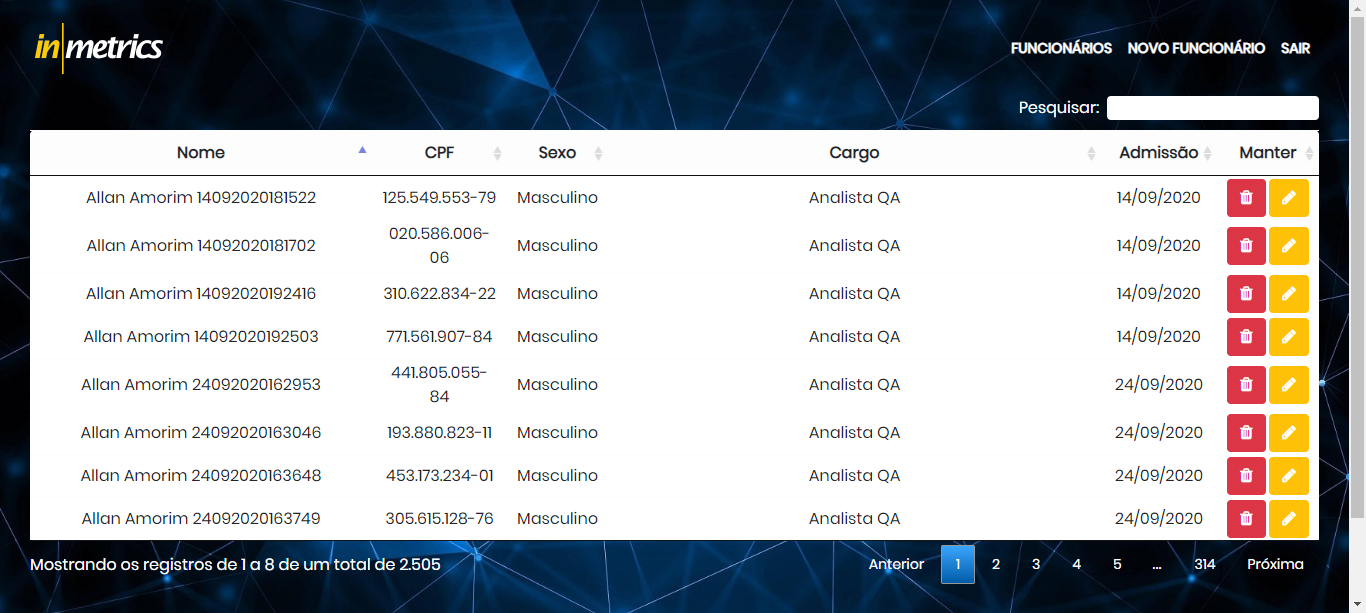 in|metrics
FUNCIONÁRIOS NOVO FUNCIONÁRIO SAIR
Pesquisar:
Nome CPF Sexo Cargo Admissão Manter
Allan Amorim 14092020181522 125.549.553-79 Masculino Analista QA 14/09/2020
Allan Amorim 14092020181702 020.586.006-
06 Masculino Analista QA 14/09/2020
Allan Amorim 14092020192416 310.622.834-22 Masculino Analista QA 14/09/2020
Allan Amorim 14092020192503 771.561.907-84 Masculino Analista QA 14/09/2020
Allan Amorim 24092020162953 441.805.055-
84 Masculino Analista QA 24/09/2020
Allan Amorim 24092020163046 193.880.823-11 Masculino Analista QA 24/09/2020
Allan Amorim 24092020163648 453.173.234-01 Masculino Analista QA 24/09/2020
Allan Amorim 24092020163749 305.615.128-76 Masculino Analista QA 24/09/2020
Mostrando os registros de 1 a 8 de um total de 2.505
Anterior 1 2 3 4 5 ... 314 Próxima